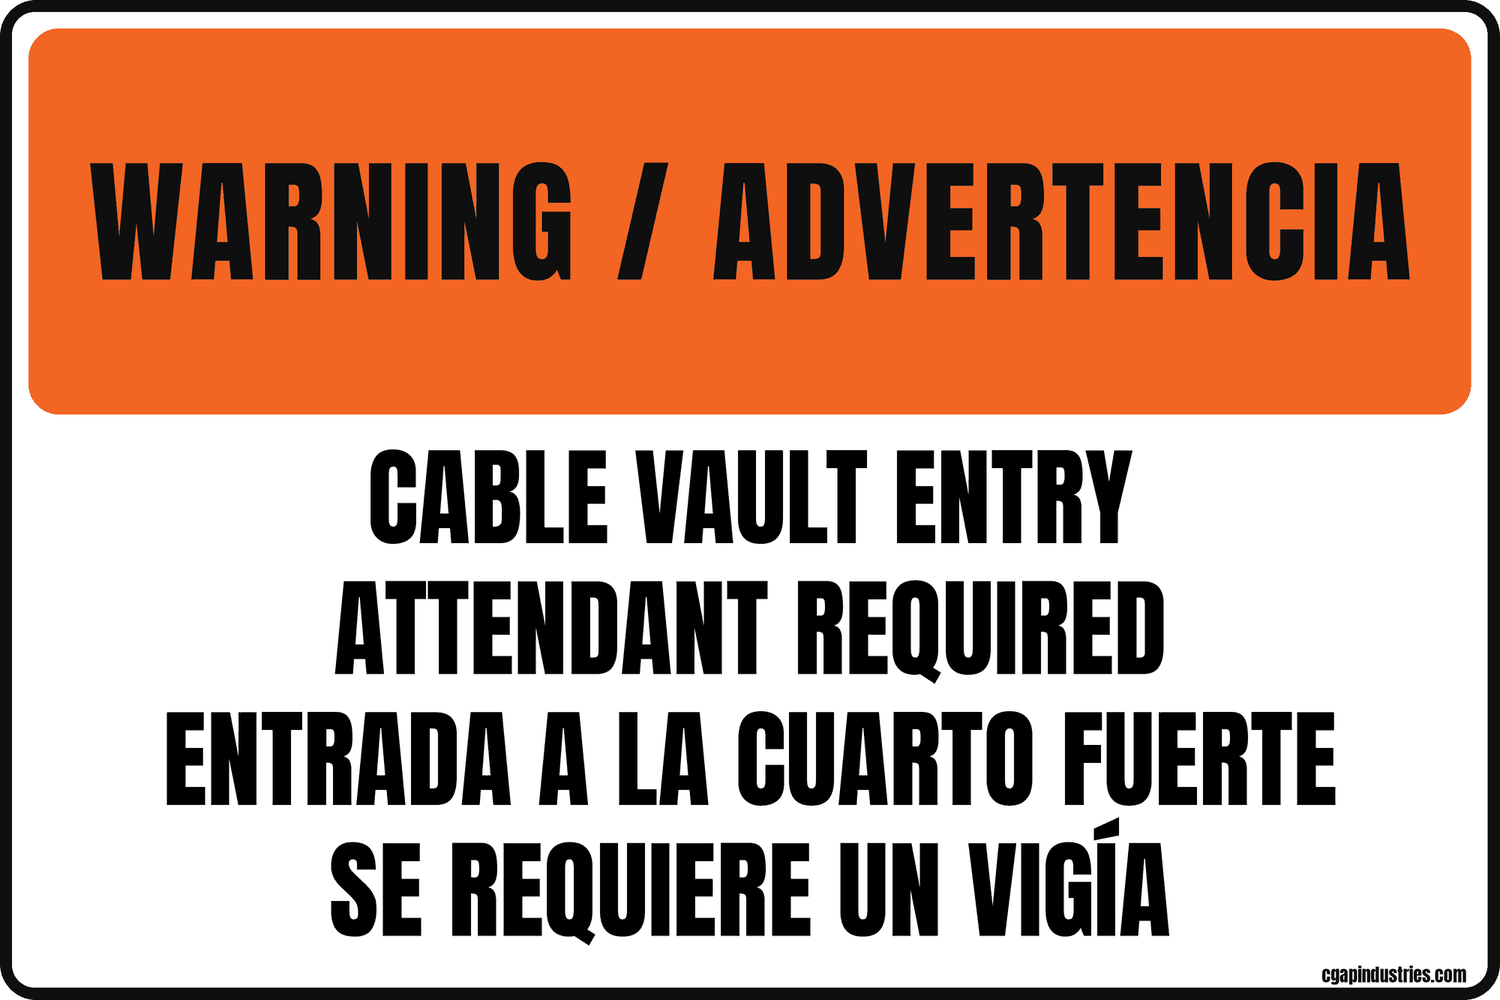 WARNING / ADVERTENCIA
CABLE VAULT ENTRY
ATTENDANT REQUIRED
ENTRADA A LA CUARTO FUERTE
SE REQUIERE UN VIGÍA
cgapindustries.com